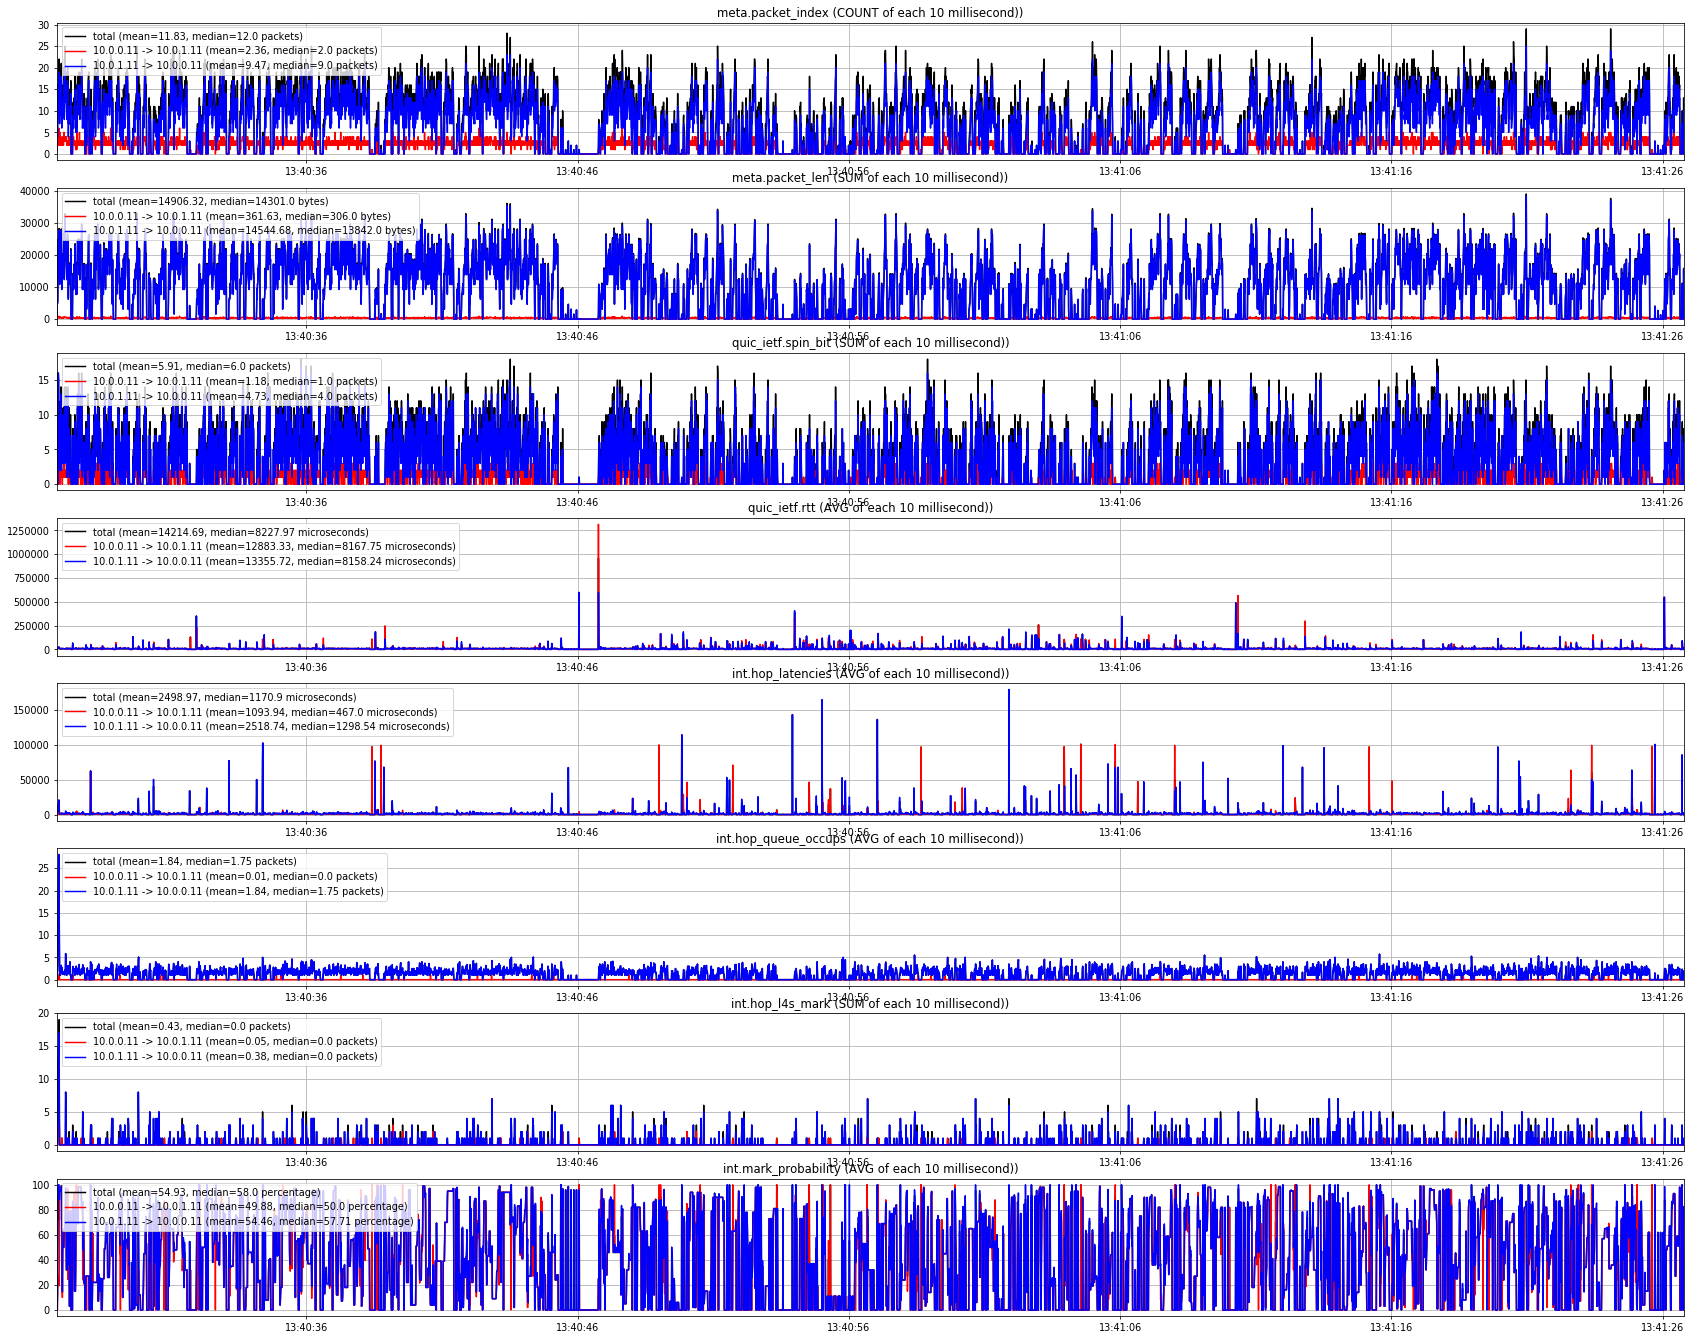 meta.packet_index (COUNT of each 10 millisecond))
30
25
20
15
10
5
0
total (mean=11.83, median=12.0 packets)
10.0.0.11 -> 10.0.1.11 (mean=2.36, median=2.0 packets)
10.0.1.11 -> 10.0.0.11 (mean=9.47, median=9.0 packets)
13:40:36 13:40:46 13:40:56 13:41:06 13:41:16 13:41:26
meta.packet_len (SUM of each 10 millisecond))
40000
30000
20000
10000
0
total (mean=14906.32, median=14301.0 bytes)
10.0.0.11 -> 10.0.1.11 (mean=361.63, median=306.0 bytes)
10.0.1.11 -> 10.0.0.11 (mean=14544.68, median=13842.0 bytes)
13:40:36 13:40:46 13:40:56 13:41:06 13:41:16 13:41:26
quic_ietf.spin_bit (SUM of each 10 millisecond))
15
10
5
0
total (mean=5.91, median=6.0 packets)
10.0.0.11 -> 10.0.1.11 (mean=1.18, median=1.0 packets)
10.0.1.11 -> 10.0.0.11 (mean=4.73, median=4.0 packets)
13:40:36 13:40:46 13:40:56 13:41:06 13:41:16 13:41:26
quic_ietf.rtt (AVG of each 10 millisecond))
1250000
1000000
750000
500000
250000
0
total (mean=14214.69, median=8227.97 microseconds)
10.0.0.11 -> 10.0.1.11 (mean=12883.33, median=8167.75 microseconds)
10.0.1.11 -> 10.0.0.11 (mean=13355.72, median=8158.24 microseconds)
13:40:36 13:40:46 13:40:56 13:41:06 13:41:16 13:41:26
int.hop_latencies (AVG of each 10 millisecond))
150000
100000
50000
0
total (mean=2498.97, median=1170.9 microseconds)
10.0.0.11 -> 10.0.1.11 (mean=1093.94, median=467.0 microseconds)
10.0.1.11 -> 10.0.0.11 (mean=2518.74, median=1298.54 microseconds)
13:40:36 13:40:46 13:40:56 13:41:06 13:41:16 13:41:26
int.hop_queue_occups (AVG of each 10 millisecond))
25
20
15
10
5
0
total (mean=1.84, median=1.75 packets)
10.0.0.11 -> 10.0.1.11 (mean=0.01, median=0.0 packets)
10.0.1.11 -> 10.0.0.11 (mean=1.84, median=1.75 packets)
13:40:36 13:40:46 13:40:56 13:41:06 13:41:16 13:41:26
int.hop_l4s_mark (SUM of each 10 millisecond))
20
15
10
5
0
total (mean=0.43, median=0.0 packets)
10.0.0.11 -> 10.0.1.11 (mean=0.05, median=0.0 packets)
10.0.1.11 -> 10.0.0.11 (mean=0.38, median=0.0 packets)
13:40:36 13:40:46 13:40:56 13:41:06 13:41:16 13:41:26
int.mark_probability (AVG of each 10 millisecond))
100
80
60
40
20
0
total (mean=54.93, median=58.0 percentage)
10.0.0.11 -> 10.0.1.11 (mean=49.88, median=50.0 percentage)
10.0.1.11 -> 10.0.0.11 (mean=54.46, median=57.71 percentage)
13:40:36 13:40:46 13:40:56 13:41:06 13:41:16 13:41:26